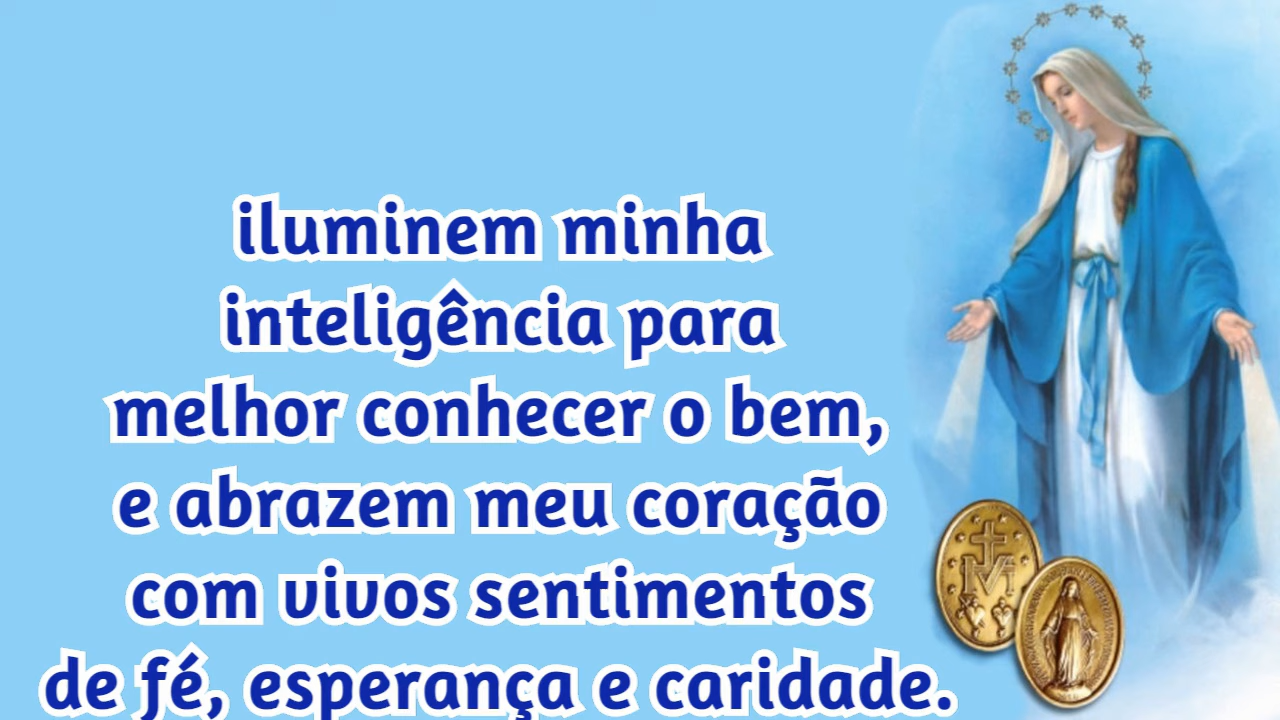 iluminem minha
inteligência para
melhor conhecer o bem,
e abrazem meu coração
com vivos sentimentos
de fé, esperança e caridade.